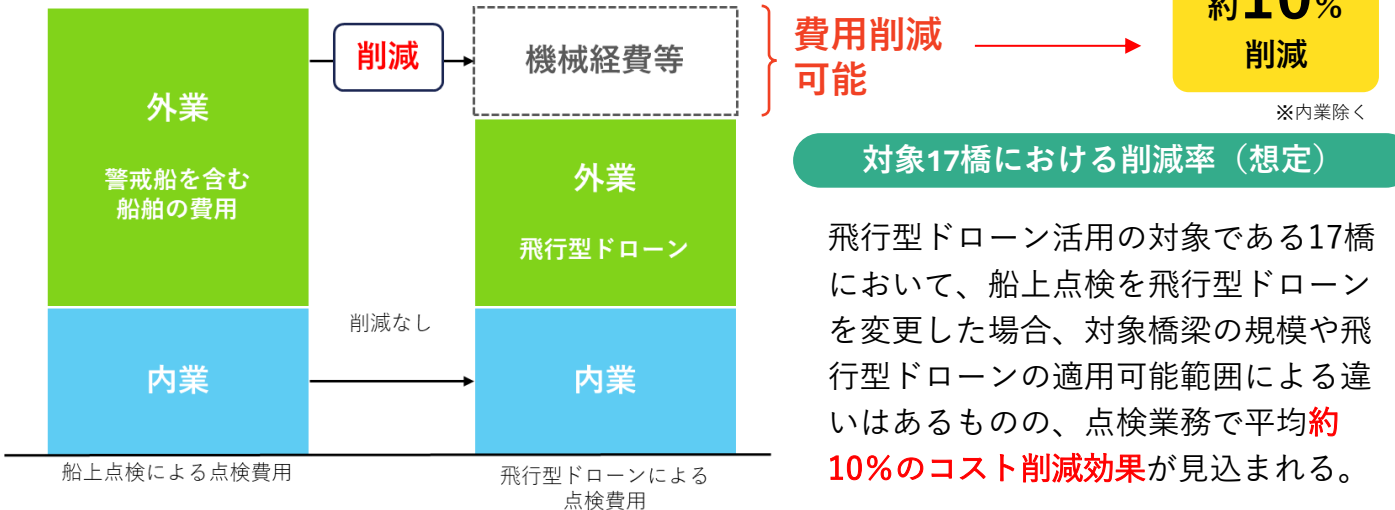 外業
警戒船を含む
船舶の費用
内業
船上点検による点検費用
削減
削減なし
機械経費等
外業
飛行型ドローン
内業
飛行型ドローンによる
点検費用
費用削減
可能
約10%
削減
※内業除く
対象17橋における削減率（想定）
飛行型ドローン活用の対象である17橋
において、船上点検を飛行型ドローン
を変更した場合、対象橋梁の規模や飛
行型ドローンの適用可能範囲による違
いはあるものの、点検業務で平均約
10%のコスト削減効果が見込まれる。